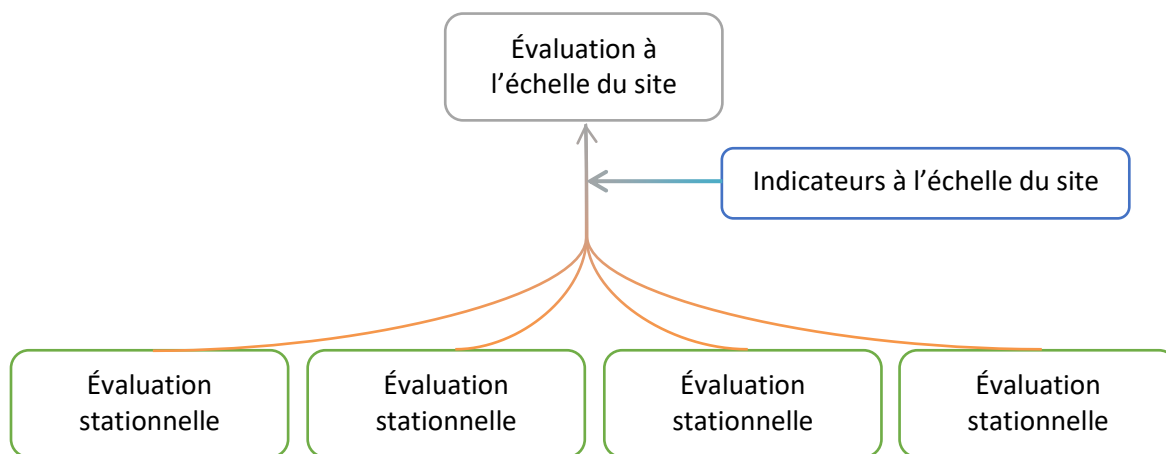 Évaluation à
l’échelle du site
Indicateurs à l’échelle du site
Évaluation
stationnelle
Évaluation
stationnelle
Évaluation
stationnelle
Évaluation
stationnelle